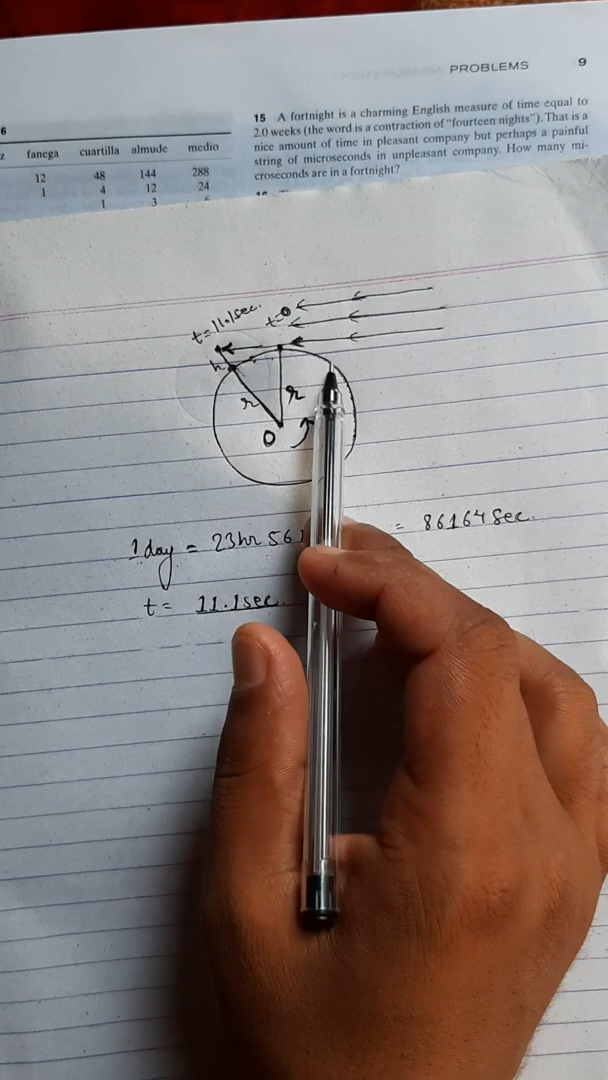 PROBLEMS 9
6
z fanega cuartilla almude medio
12 48 144 288
1 4 12 24
1 3
15 A fortnight is a charming English measure of time equal to
2.0 weeks (the word is a contraction of “fourteen nights”). That is a
nice amount of time in pleasant company but perhaps a painful
string of microseconds in unpleasant company. How many mi-
croseconds are in a fortnight?
t=11.1sec. t=0
h
r r
O
1 day = 23hr 56 = 86164 Sec.
t = 11.1sec.